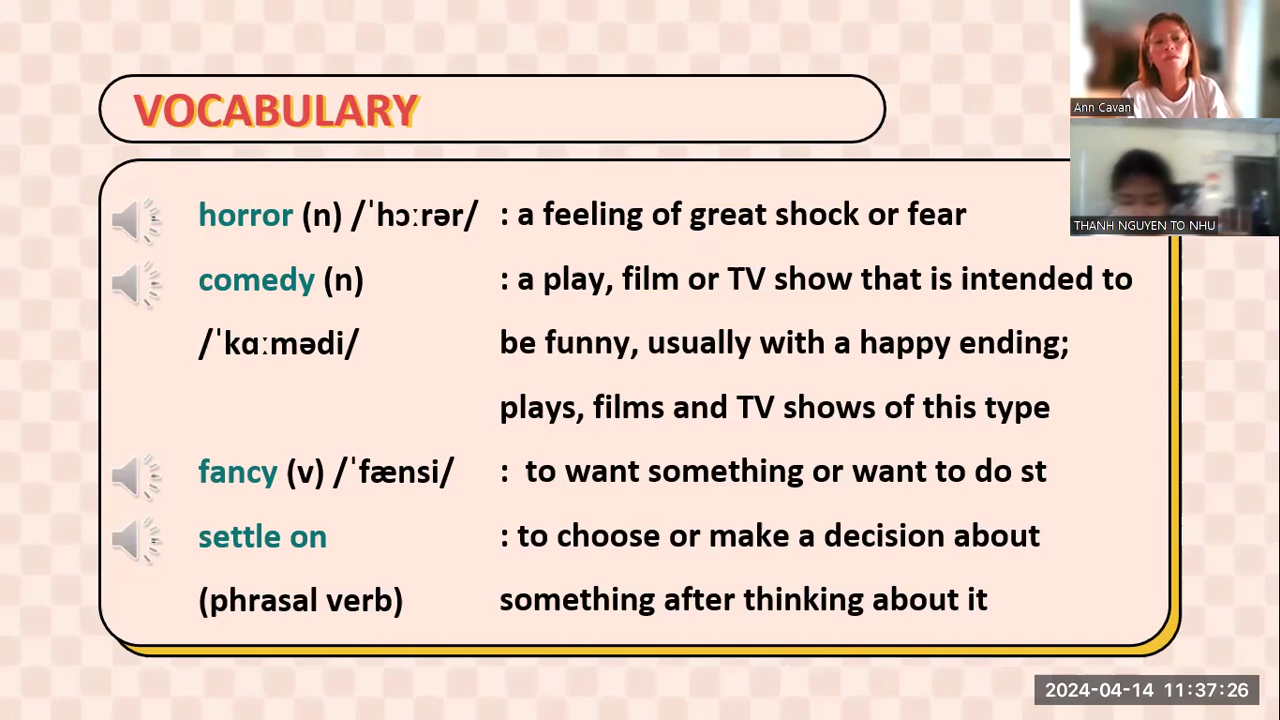 VOCABULARY
horror (n) /ˈhɔːrər/ : a feeling of great shock or fear
comedy (n) : a play, film or TV show that is intended to
/ˈkɑːmədi/ be funny, usually with a happy ending;
plays, films and TV shows of this type
fancy (v) /ˈfænsi/ : to want something or want to do st
settle on : to choose or make a decision about
(phrasal verb) something after thinking about it
Ann Cavan
THANH NGUYEN TO NHU
2024-04-14 11:37:26